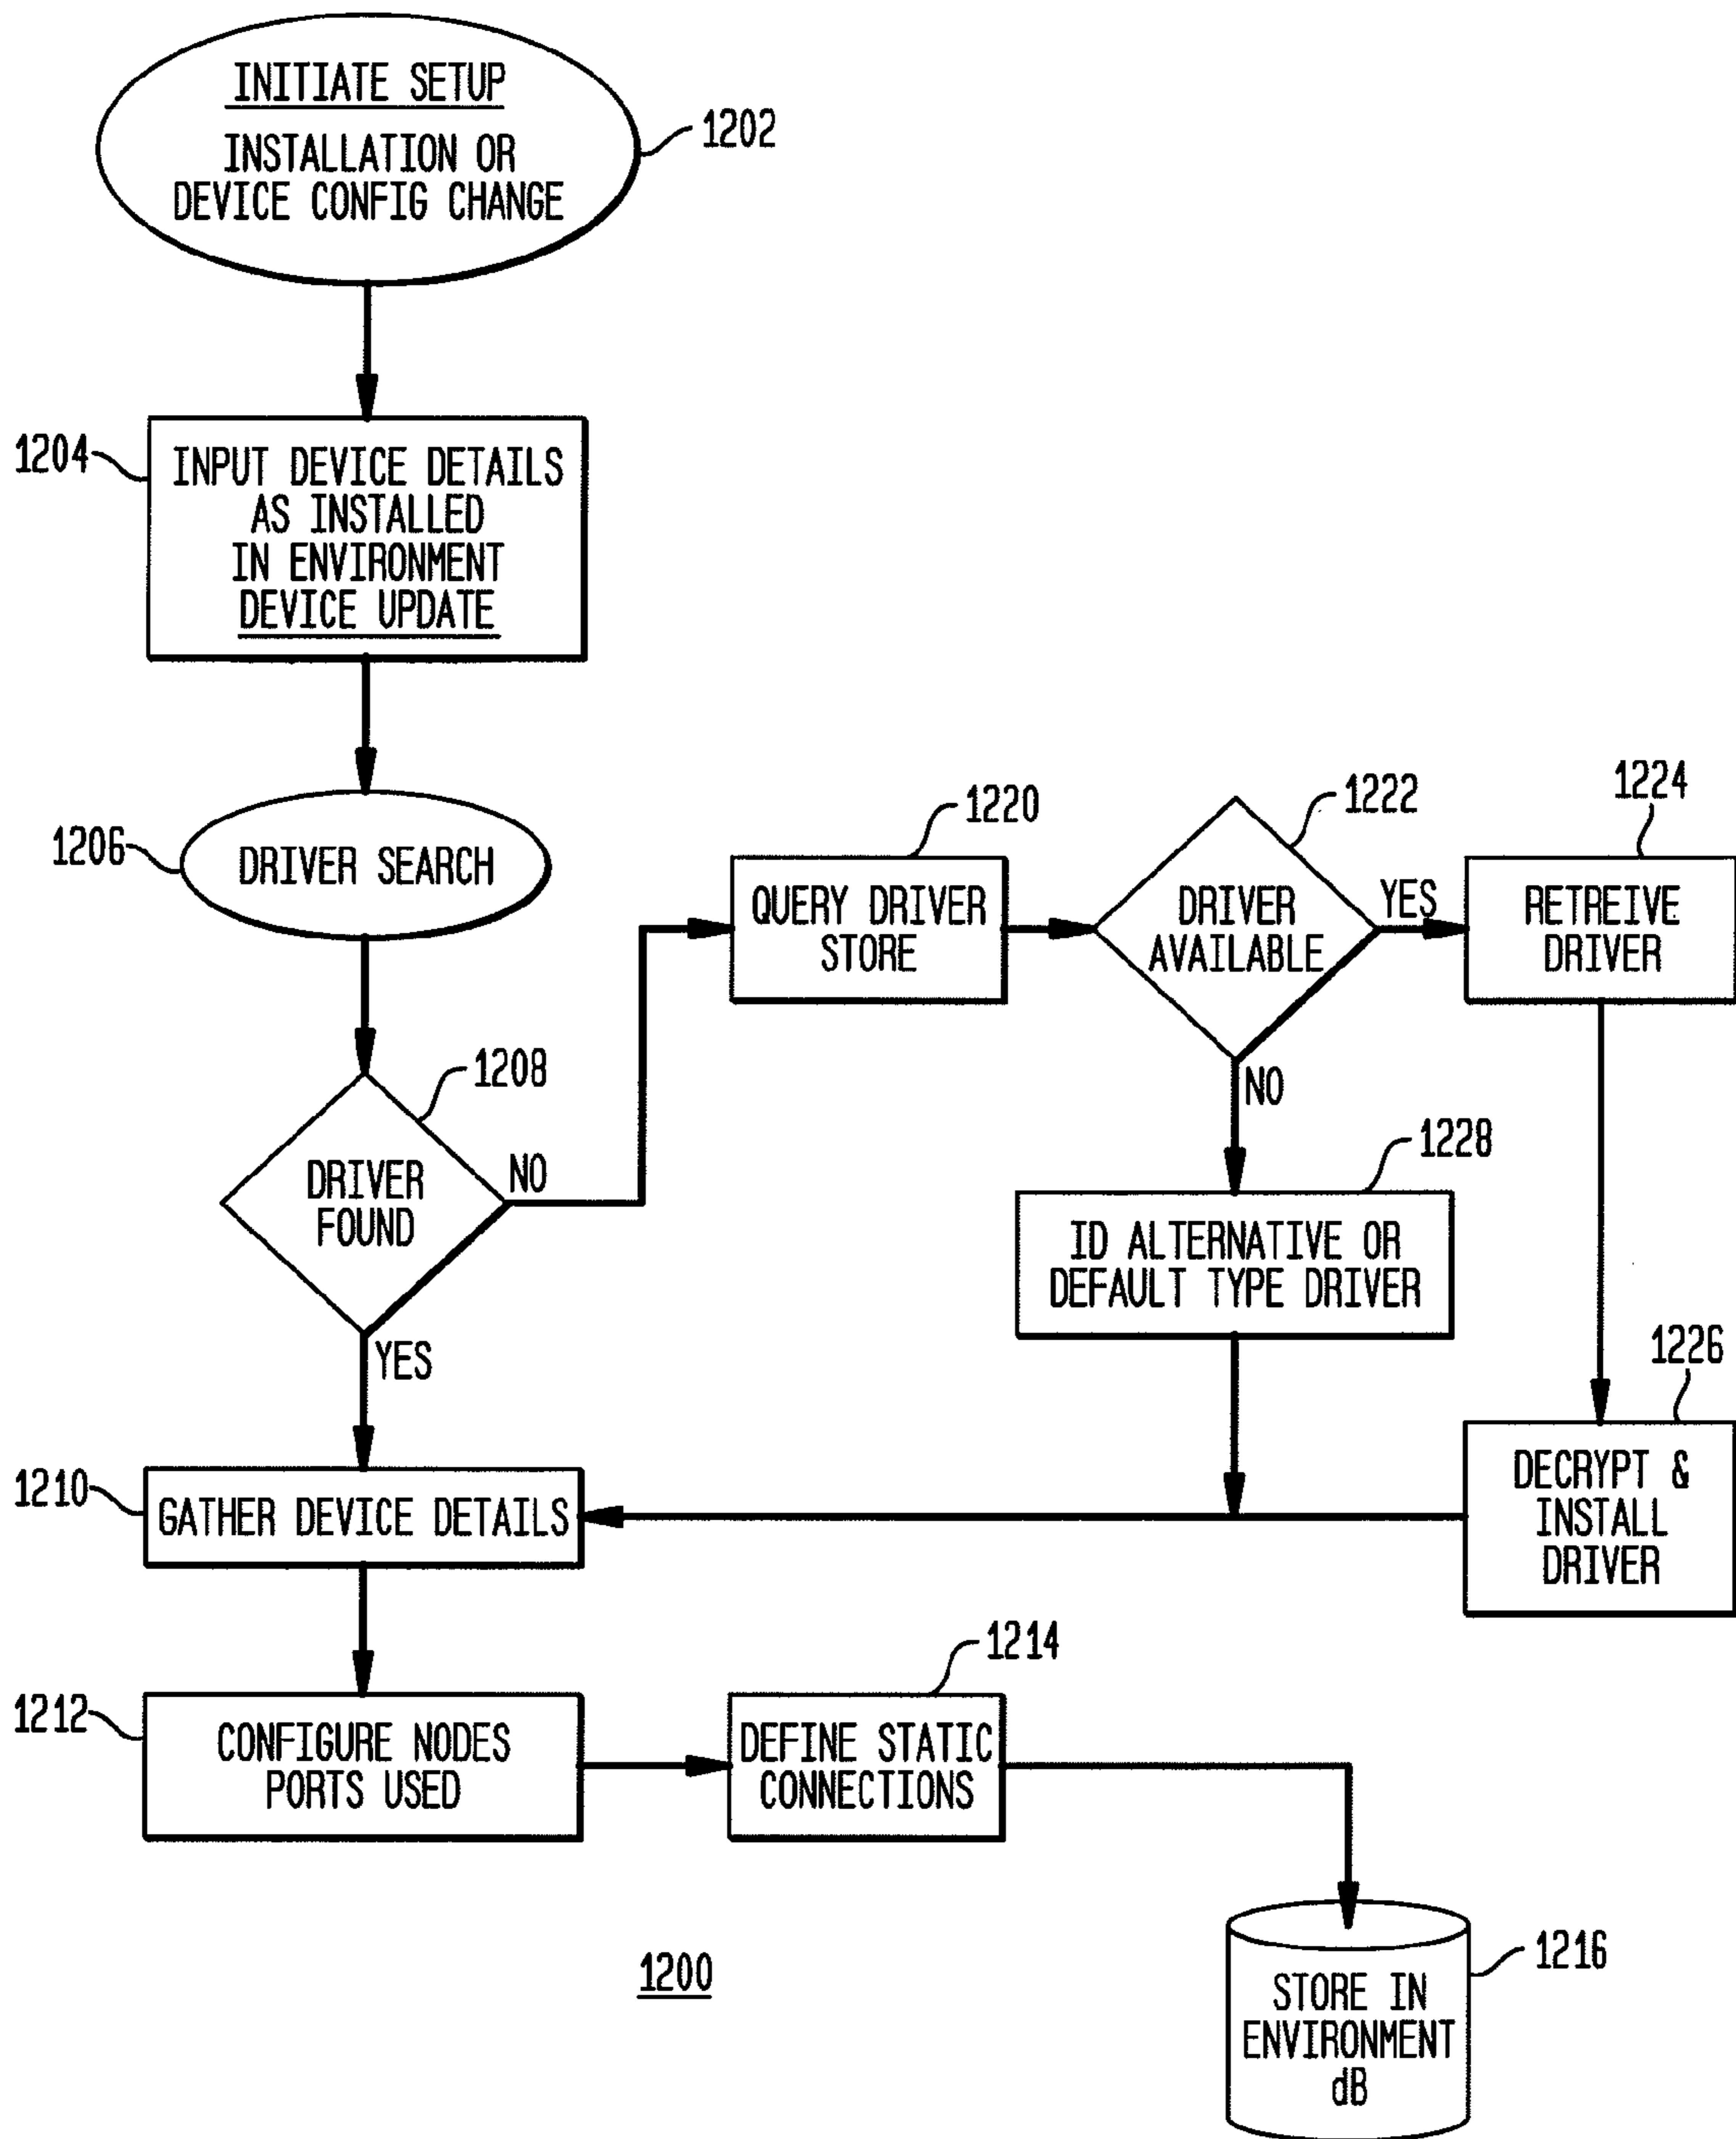 INITIATE SETUP
INSTALLATION OR
DEVICE CONFIG CHANGE
1202
1204
INPUT DEVICE DETAILS
AS INSTALLED
IN ENVIRONMENT
DEVICE UPDATE
1206
DRIVER SEARCH
1208
DRIVER
FOUND
NO
YES
1220
QUERY DRIVER
STORE
1222
DRIVER
AVAILABLE
YES
NO
1224
RETREIVE
DRIVER
1228
ID ALTERNATIVE OR
DEFAULT TYPE DRIVER
1226
DECRYPT &
INSTALL
DRIVER
1210
GATHER DEVICE DETAILS
1212
CONFIGURE NODES
PORTS USED
1214
DEFINE STATIC
CONNECTIONS
1216
STORE IN
ENVIRONMENT
dB
1200